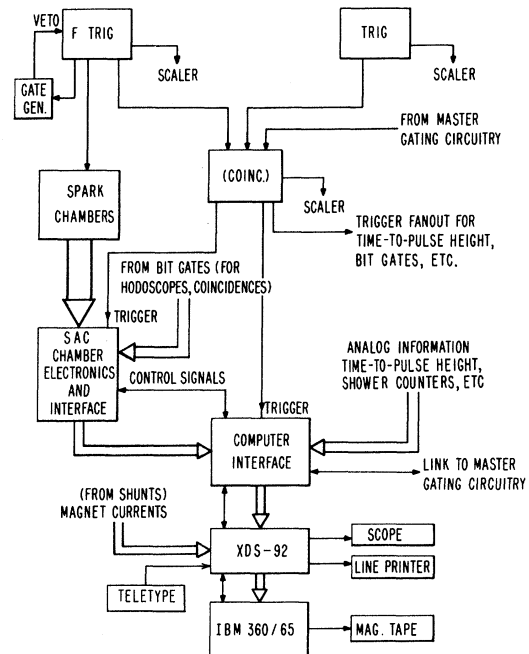 VETO
F TRIG
TRIG
SCALER
SCALER
GATE
GEN.
FROM MASTER
GATING CIRCUITRY
(COINC.)
SPARK
CHAMBERS
SCALER
TRIGGER FANOUT FOR
TIME-TO-PULSE HEIGHT,
BIT GATES, ETC.
FROM BIT GATES (FOR
HODOSCOPES, COINCIDENCES)
TRIGGER
SAC
CHAMBER
ELECTRONICS
AND
INTERFACE
ANALOG INFORMATION
TIME-TO-PULSE HEIGHT,
SHOWER COUNTERS, ETC
CONTROL SIGNALS
TRIGGER
COMPUTER
INTERFACE
LINK TO MASTER
GATING CIRCUITRY
(FROM SHUNTS)
MAGNET CURRENTS
XDS-92
SCOPE
LINE PRINTER
TELETYPE
IBM 360/65
MAG. TAPE